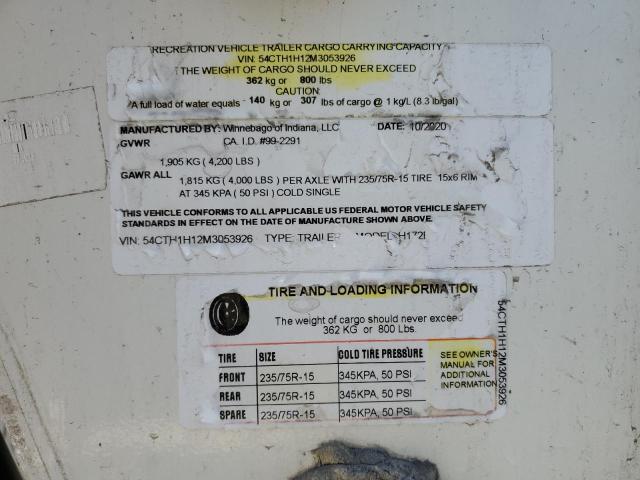 RECREATION VEHICLE TRAILER CARGO CARRYING CAPACITY
VIN: 54CTH1H12M3053926
THE WEIGHT OF CARGO SHOULD NEVER EXCEED
362 kg or 800 lbs
CAUTION:
A full load of water equals 140 kg or 307 lbs of cargo @ 1 kg/L (8.3 lb/gal)
MANUFACTURED BY: Winnebago of Indiana, LLC DATE: 10/2020
GVWR CA. I.D. #99-2291
1,905 KG ( 4,200 LBS )
GAWR ALL 1,815 KG ( 4,000 LBS ) PER AXLE WITH 235/75R-15 TIRE 15x6 RIM
AT 345 KPA ( 50 PSI ) COLD SINGLE
THIS VEHICLE CONFORMS TO ALL APPLICABLE US FEDERAL MOTOR VEHICLE SAFETY
STANDARDS IN EFFECT ON THE DATE OF MANUFACTURE SHOWN ABOVE.
VIN: 54CTH1H12M3053926 TYPE: TRAILER MODEL:
TIRE AND LOADING INFORMATION
The weight of cargo should never exceed
362 KG or 800 Lbs.
TIRE SIZE COLD TIRE PRESSURE
FRONT 235/75R-15 345KPA, 50 PSI
REAR 235/75R-15 345KPA, 50 PSI
SPARE 235/75R-15 345KPA, 50 PSI
SEE OWNER'S
MANUAL FOR
ADDITIONAL
INFORMATION
54CTH1H12M3053926